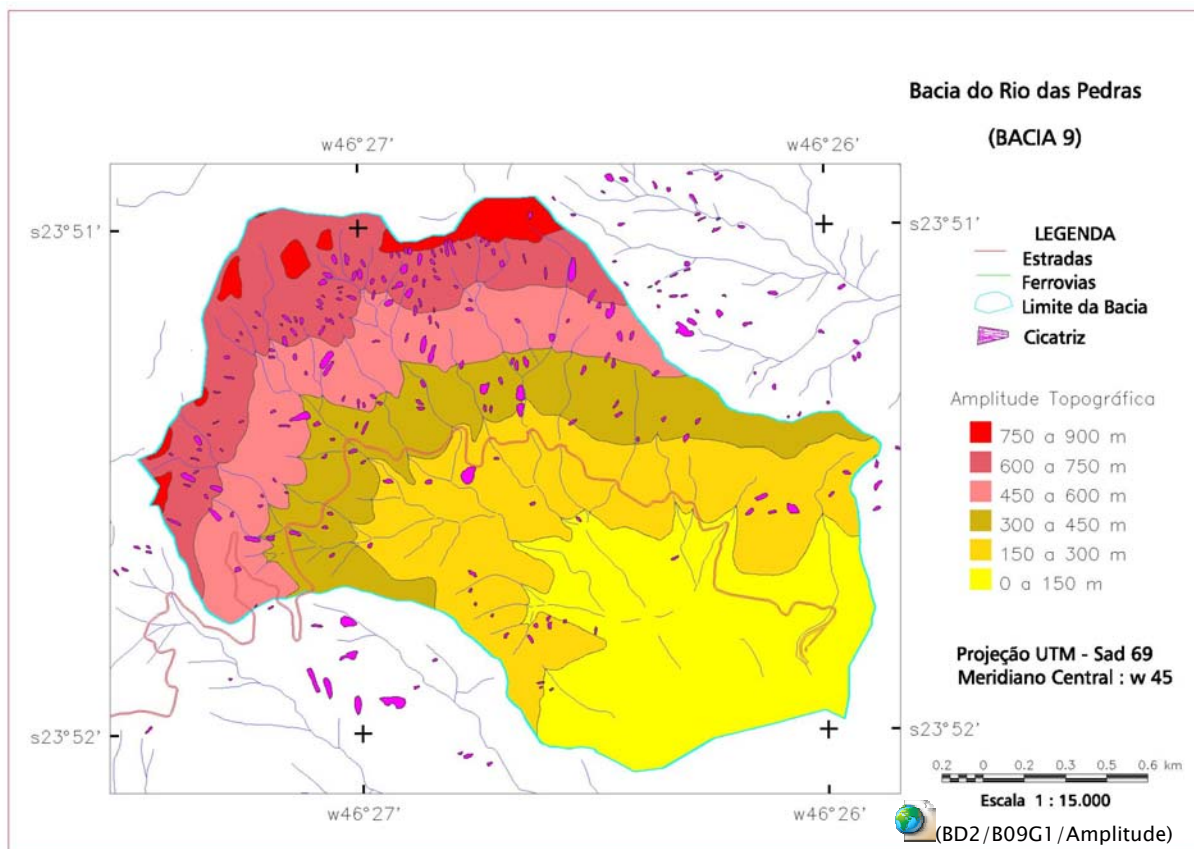 Bacia do Rio das Pedras
(BACIA 9)
w46°27'
w46°26'
s23°51'
s23°51'
LEGENDA
Estradas
Ferrovias
Limite da Bacia
Cicatriz
Amplitude Topográfica
750 a 900 m
600 a 750 m
450 a 600 m
300 a 450 m
150 a 300 m
0 a 150 m
Projeção UTM - Sad 69
Meridiano Central : w 45
s23°52'
s23°52'
0.2 0 0.2 0.3 0.5 0.6 km
Escala 1 : 15.000
w46°27'
w46°26'
(BD2/B09G1/Amplitude)